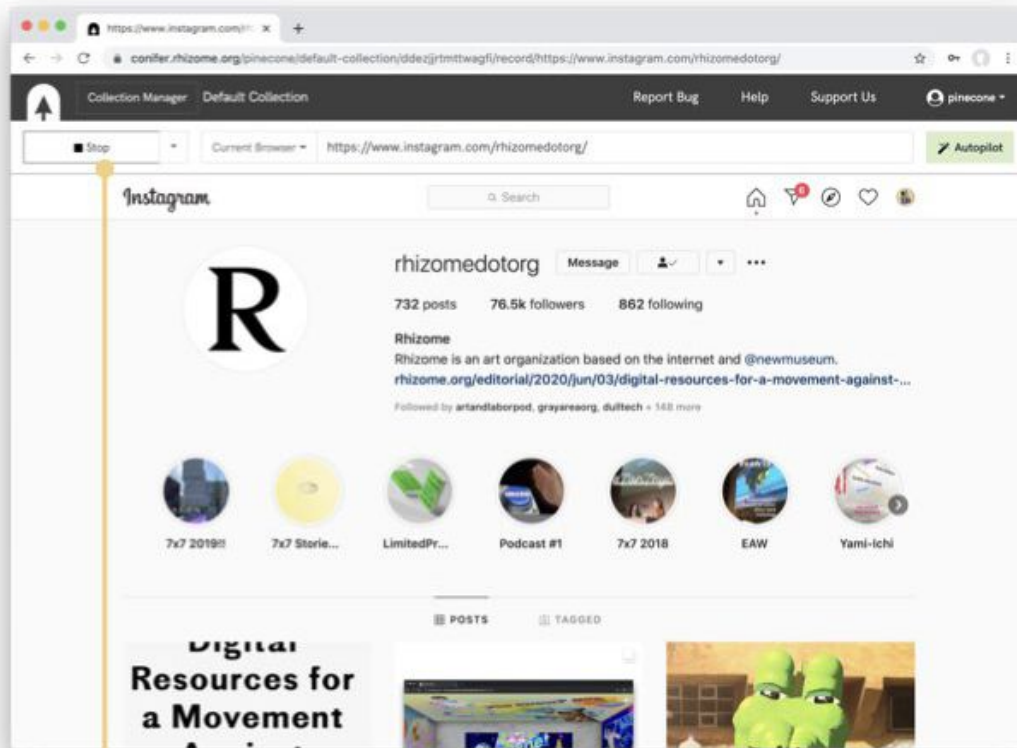 https://www.instagram.com/rh
conifer.rhizome.org/pinecone/default-collection/ddezjjrtmttwagfi/record/https://www.instagram.com/rhizomedotorg/
Collection Manager Default Collection Report Bug Help Support Us pinecone
Stop Current Browser https://www.instagram.com/rhizomedotorg/ Autopilot
Instagram Search 6
R
rhizomedotorg Message
732 posts 76.5k followers 862 following
Rhizome
Rhizome is an art organization based on the internet and @newmuseum.
rhizome.org/editorial/2020/jun/03/digital-resources-for-a-movement-against-...
Followed by artandlaborpod, grayareaorg, dulltech + 148 more
7x7 2019!! 7x7 Storie... LimitedPr... Podcast #1 7x7 2018 EAW Yami-Ichi
POSTS TAGGED
Digital
Resources for
a Movement
Against